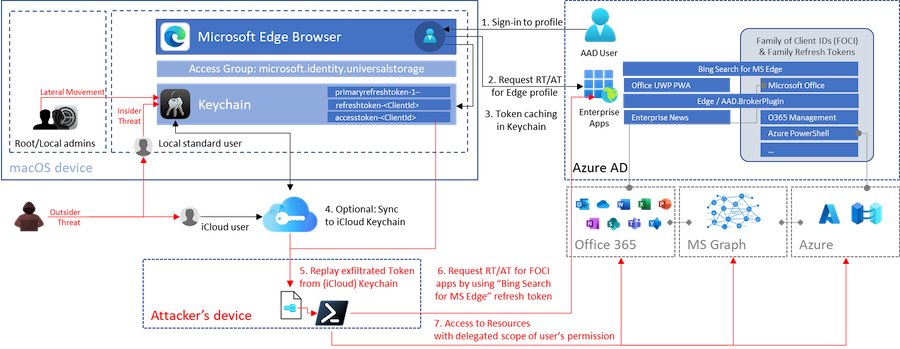 Microsoft Edge Browser
Access Group: microsoft.identity.universalstorage
Lateral Movement
Insider
Threat
Keychain
primaryrefreshtoken-1--
refreshtoken-<ClientId>
accesstoken-<ClientId>
Root/Local admins
Local standard user
macOS device
1. Sign-in to profile
2. Request RT/AT
for Edge profile
3. Token caching
in Keychain
AAD User
Enterprise
Apps
Family of Client IDs (FOCI)
& Family Refresh Tokens
Bing Search for MS Edge
Office UWP PWA
Microsoft Office
Edge / AAD.BrokerPlugin
Enterprise News
O365 Management
Azure PowerShell
...
Azure AD
Outsider
Threat
iCloud user
4. Optional: Sync
to iCloud Keychain
Office 365
MS Graph
Azure
5. Replay exfiltrated Token
from (iCloud) Keychain
Attacker's device
6. Request RT/AT for FOCI
apps by using "Bing Search
for MS Edge" refresh token
7. Access to Resources
with delegated scope of user's permission